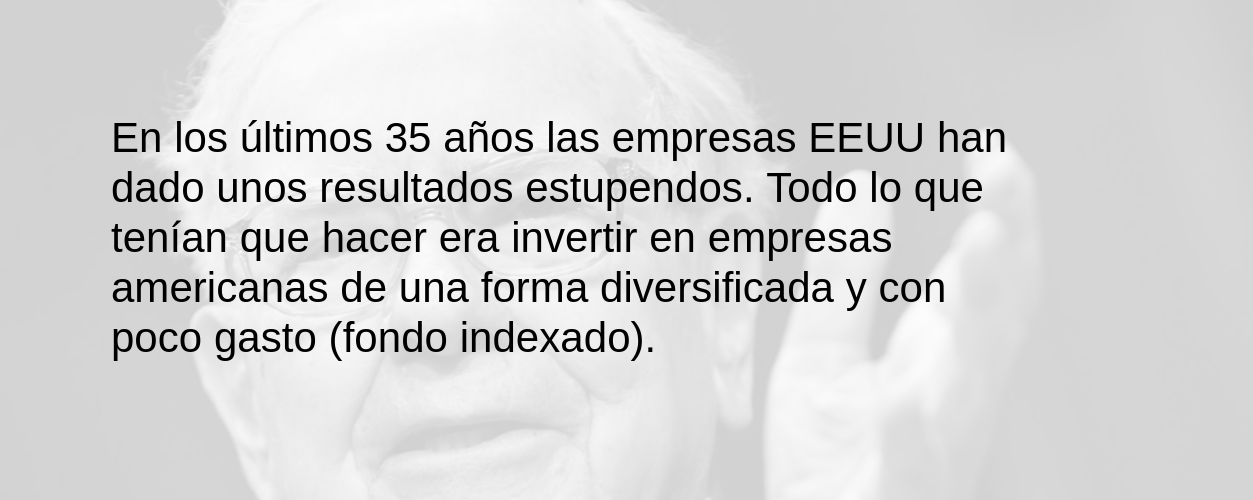 En los últimos 35 años las empresas EEUU han
dado unos resultados estupendos. Todo lo que
tenían que hacer era invertir en empresas
americanas de una forma diversificada y con
poco gasto (fondo indexado).